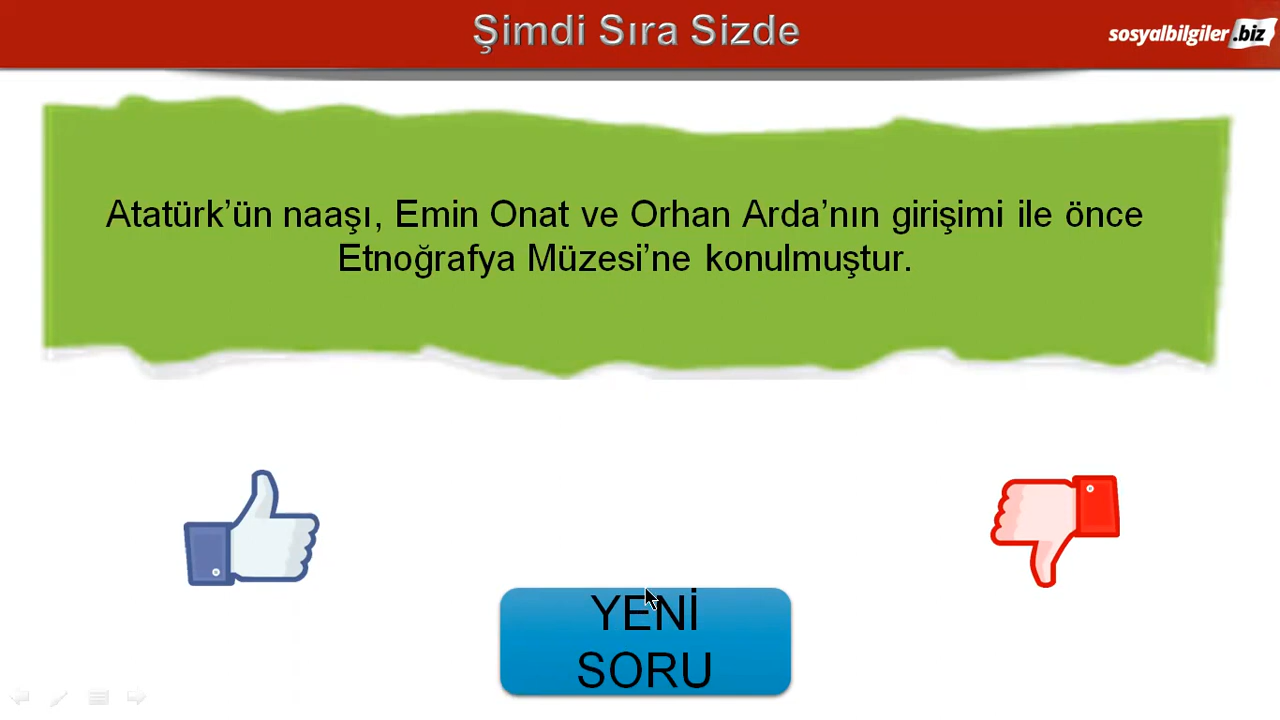 Şimdi Sıra Sizde
sosyalbilgiler.biz
Atatürk’ün naaşı, Emin Onat ve Orhan Arda’nın girişimi ile önce
Etnoğrafya Müzesi’ne konulmuştur.
YENİ
SORU